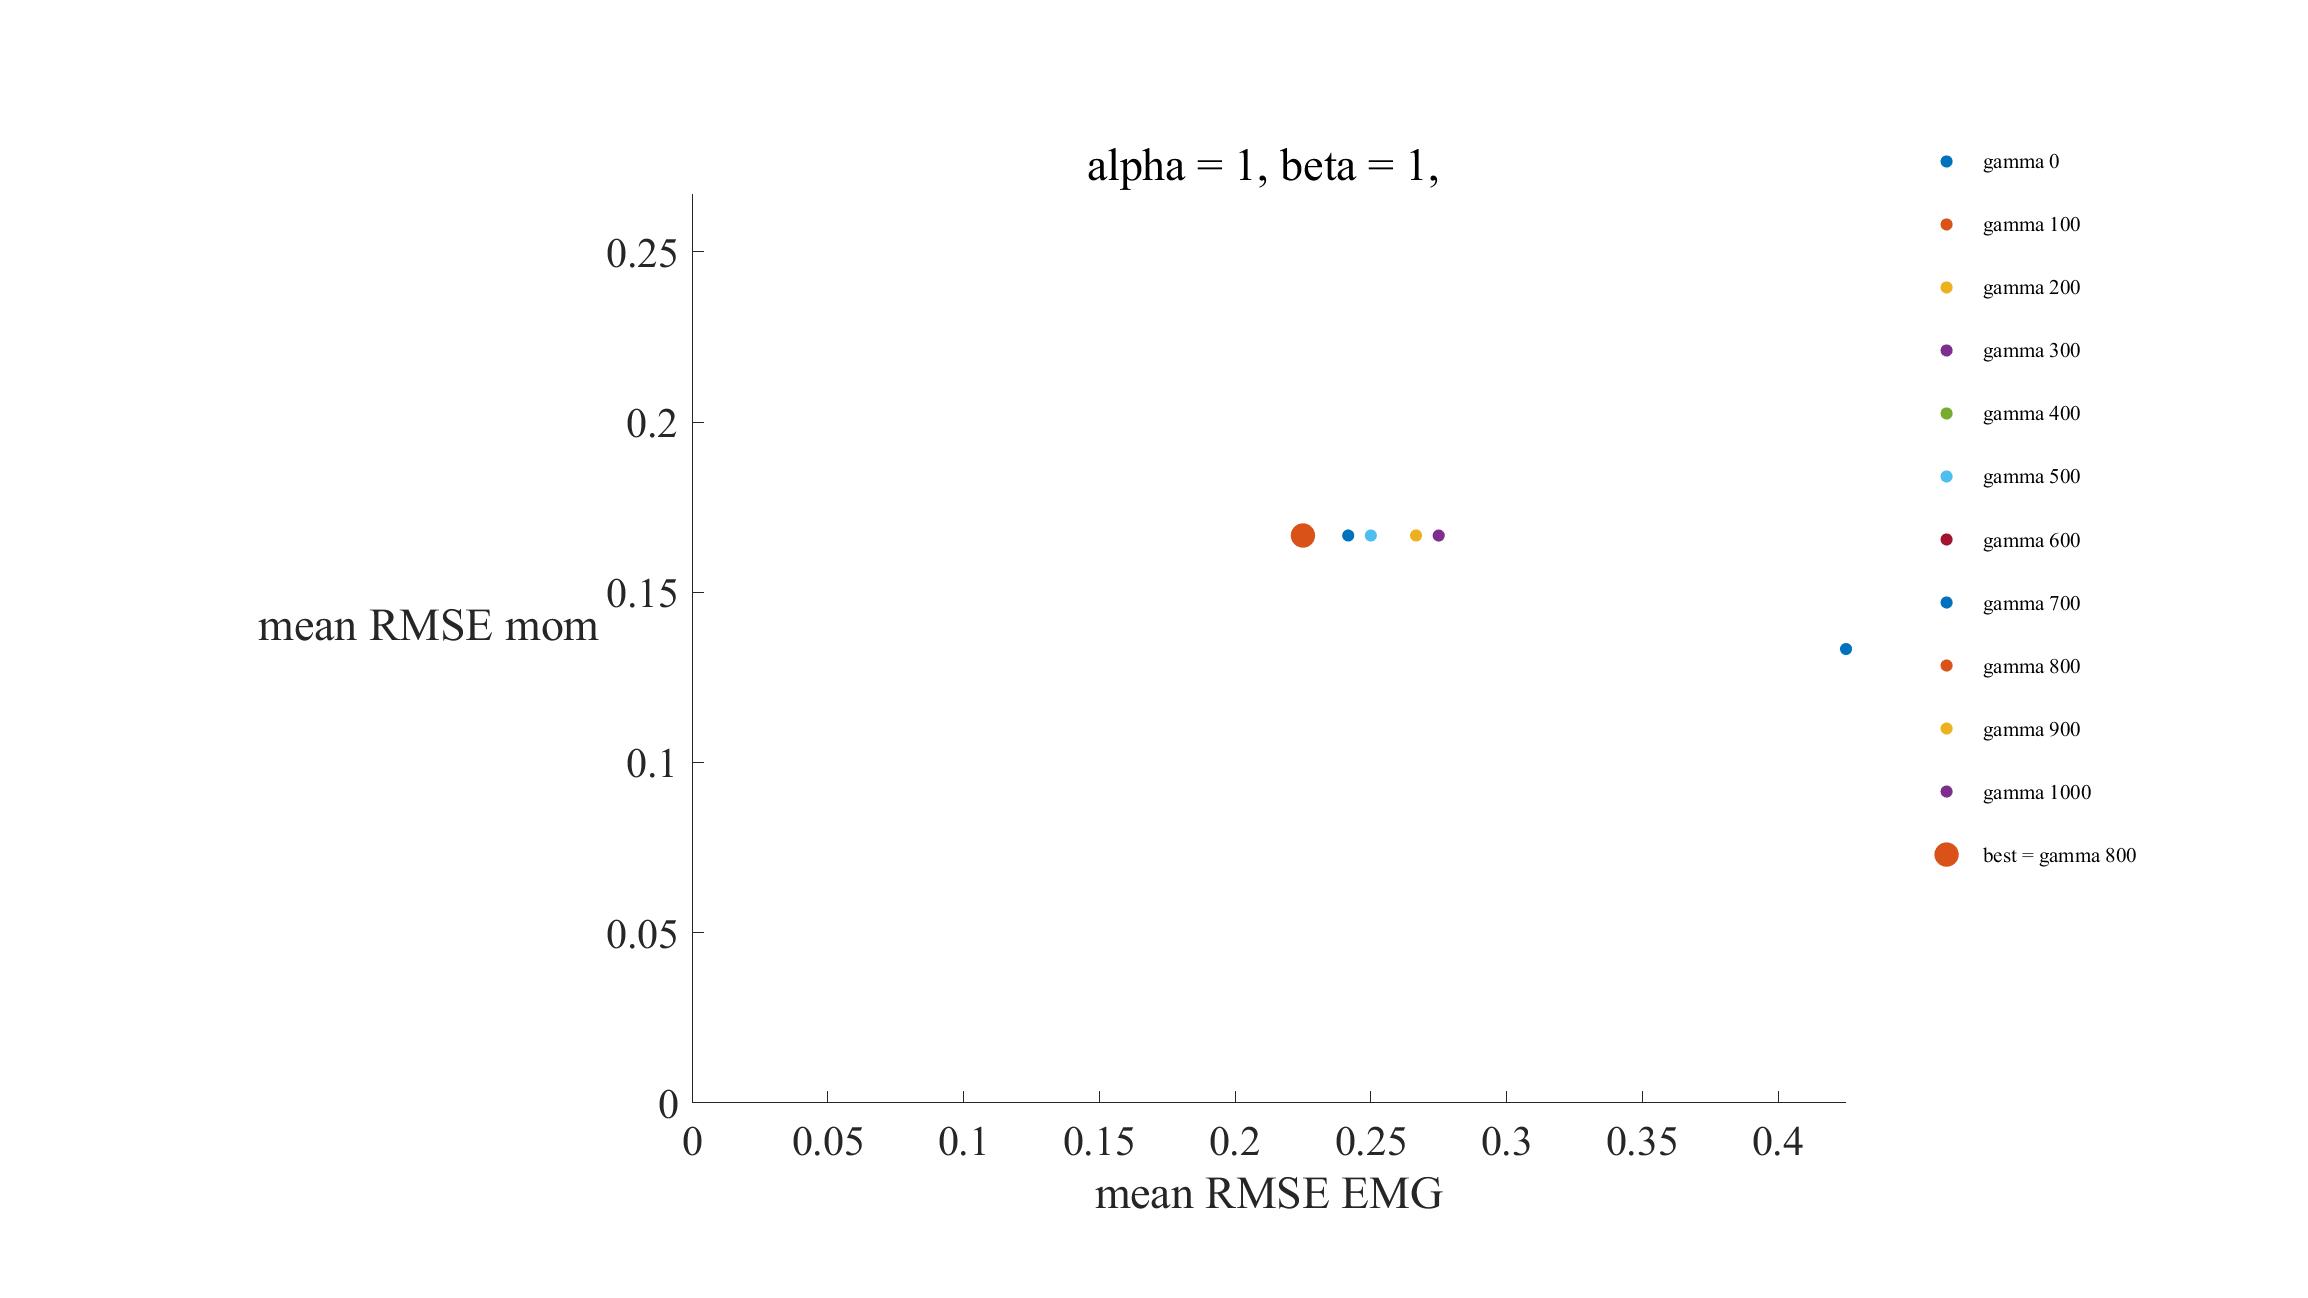 alpha = 1, beta = 1,
0.25
0.2
0.15
0.1
0.05
0
mean RMSE mom
0 0.05 0.1 0.15 0.2 0.25 0.3 0.35 0.4
mean RMSE EMG
gamma 0
gamma 100
gamma 200
gamma 300
gamma 400
gamma 500
gamma 600
gamma 700
gamma 800
gamma 900
gamma 1000
best = gamma 800